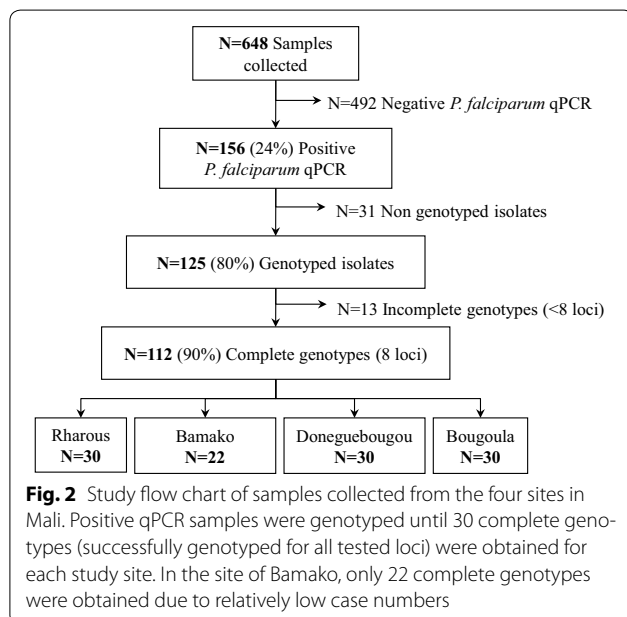 N=648 Samples
collected
N=492 Negative P. falciparum qPCR
N=156 (24%) Positive
P. falciparum qPCR
N=31 Non genotyped isolates
N=125 (80%) Genotyped isolates
N=13 Incomplete genotypes (<8 loci)
N=112 (90%) Complete genotypes (8 loci)
Rharous
N=30
Bamako
N=22
Doneguebougou
N=30
Bougoula
N=30
Fig. 2 Study flow chart of samples collected from the four sites in
Mali. Positive qPCR samples were genotyped until 30 complete geno-
types (successfully genotyped for all tested loci) were obtained for
each study site. In the site of Bamako, only 22 complete genotypes
were obtained due to relatively low case numbers